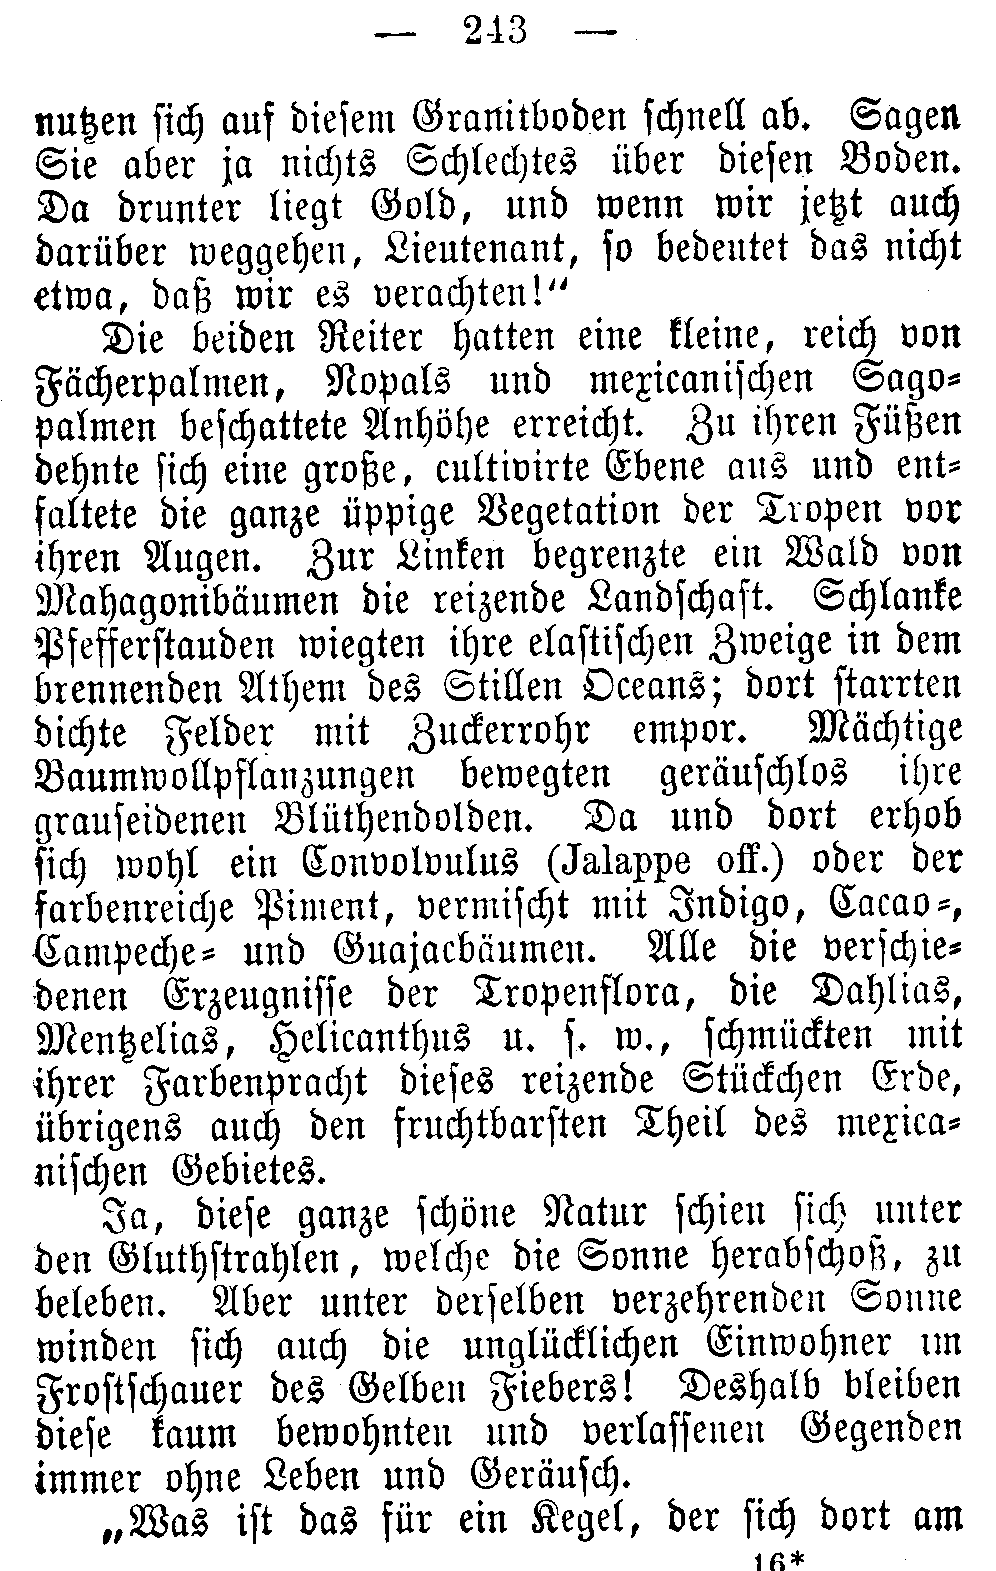 — 243 —
nutzen sich auf diesem Granitboden schnell ab. Sagen
Sie aber ja nichts Schlechtes über diesen Boden.
Da drunter liegt Gold, und wenn wir jetzt auch
darüber weggehen, Lieutenant, so bedeutet das nicht
etwa, daß wir es verachten!“
Die beiden Reiter hatten eine kleine, reich von
Fächerpalmen, Nopals und mexicanischen Sago-
palmen beschattete Anhöhe erreicht. Zu ihren Füßen
dehnte sich eine große, cultivirte Ebene aus und ent-
faltete die ganze üppige Vegetation der Tropen vor
ihren Augen. Zur Linken begrenzte ein Wald von
Mahagonibäumen die reizende Landschaft. Schlanke
Pfefferstauden wiegten ihre elastischen Zweige in dem
brennenden Athem des Stillen Oceans; dort starrten
dichte Felder mit Zuckerrohr empor. Mächtige
Baumwollpflanzungen bewegten geräuschlos ihre
grauseidenen Blüthendolden. Da und dort erhob
sich wohl ein Convolvulus (Jalappe off.) oder der
farbenreiche Piment, vermischt mit Indigo, Cacao-,
Campeche- und Guajacbäumen. Alle die verschie-
denen Erzeugnisse der Tropenflora, die Dahlias,
Mentzelias, Helicanthus u. s. w., schmückten mit
ihrer Farbenpracht dieses reizende Stückchen Erde,
übrigens auch den fruchtbarsten Theil des mexica-
nischen Gebietes.
Ja, diese ganze schöne Natur schien sich unter
den Gluthstrahlen, welche die Sonne herabschoß, zu
beleben. Aber unter derselben verzehrenden Sonne
winden sich auch die unglücklichen Einwohner im
Frostschauer des Gelben Fiebers! Deshalb bleiben
diese kaum bewohnten und verlassenen Gegenden
immer ohne Leben und Geräusch.
„Was ist das für ein Kegel, der sich dort am
16*